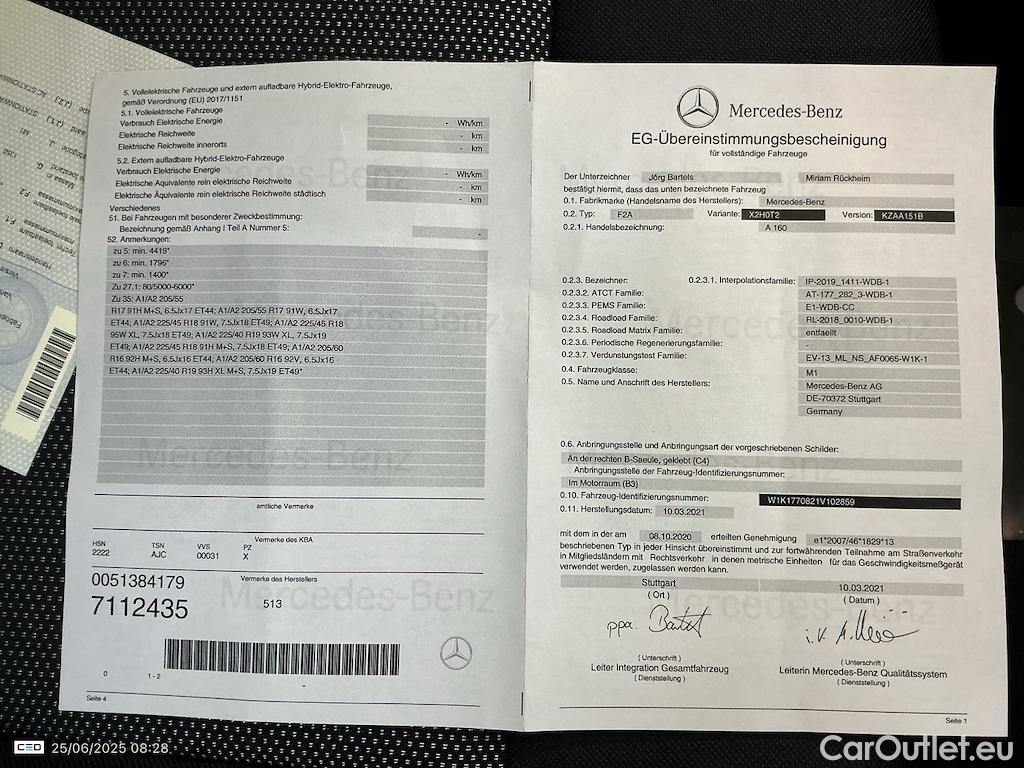 5. Vollelektrische Fahrzeuge und extern aufladbare Hybrid-Elektro-Fahrzeuge,
gemäß Verordnung (EU) 2017/1151
5.1. Vollelektrische Fahrzeuge
Verbrauch Elektrische Energie - Wh/km
Elektrische Reichweite - km
Elektrische Reichweite innerorts - km
5.2. Extern aufladbare Hybrid-Elektro-Fahrzeuge
Verbrauch Elektrische Energie - Wh/km
Elektrische Äquivalente rein elektrische Reichweite - km
Elektrische Äquivalente rein elektrische Reichweite städtisch - km
Verschiedenes
51. Bei Fahrzeugen mit besonderer Zweckbestimmung:
Bezeichnung gemäß Anhang I Teil A Nummer 5: -
52. Anmerkungen:
zu 5: min. 4419*
zu 6: min. 1796*
zu 7: min. 1400*
Zu 27.1: 80/5000-6000*
Zu 35: A1/A2 205/55
R17 91H M+S, 6.5Jx17 ET44; A1/A2 205/55 R17 91W, 6.5Jx17
ET44; A1/A2 225/45 R18 91W, 7.5Jx18 ET49; A1/A2 225/45 R18
95W XL, 7.5Jx18 ET49; A1/A2 225/40 R19 93W XL, 7.5Jx19
ET49; A1/A2 225/45 R18 91H M+S, 7.5Jx18 ET49; A1/A2 205/60
R16 92H M+S, 6.5Jx16 ET44; A1/A2 205/60 R16 92V, 6.5Jx16
ET44; A1/A2 225/40 R19 93H XL M+S, 7.5Jx19 ET49*
amtliche Vermerke
Vermerke des KBA
HSN TSN VVS PZ
2222 AJC 00031 X
Vermerke des Herstellers
0051384179
7112435 513
0 1 - 2
Seite 4
Mercedes-Benz
EG-Übereinstimmungsbescheinigung
für vollständige Fahrzeuge
Der Unterzeichner Jörg Bartels Miriam Rückheim
bestätigt hiermit, dass das unten bezeichnete Fahrzeug
0.1. Fabrikmarke (Handelsname des Herstellers): Mercedes-Benz
0.2. Typ: F2A Variante: X2H0T2 Version: KZAA151B
0.2.1. Handelsbezeichnung: A 160
0.2.3. Bezeichner: 0.2.3.1. Interpolationsfamilie: IP-2019_1411-WDB-1
0.2.3.2. ATCT Familie: AT-177_282_3-WDB-1
0.2.3.3. PEMS Familie: E1-WDB-CC
0.2.3.4. Roadload Familie: RL-2018_0010-WDB-1
0.2.3.5. Roadload Matrix Familie: entfaellt
0.2.3.6. Periodische Regenerierungsfamilie: -
0.2.3.7. Verdunstungstest Familie: EV-13_ML_NS_AF0065-W1K-1
0.4. Fahrzeugklasse: M1
0.5. Name und Anschrift des Herstellers: Mercedes-Benz AG
DE-70372 Stuttgart
Germany
0.6. Anbringungsstelle und Anbringungsart der vorgeschriebenen Schilder:
An der rechten B-Saeule, geklebt (C4)
Anbringungsstelle der Fahrzeug-Identifizierungsnummer:
Im Motorraum (B3)
0.10. Fahrzeug-Identifizierungsnummer: W1K1770821V102859
0.11. Herstellungsdatum: 10.03.2021
mit dem in der am 08.10.2020 erteilten Genehmigung e1*2007/46*1829*13
beschriebenen Typ in jeder Hinsicht übereinstimmt und zur fortwährenden Teilnahme am Straßenverkehr
in Mitgliedsländern mit Rechtsverkehr in denen metrische Einheiten für das Geschwindigkeitsmeßgerät
verwendet werden, zugelassen werden kann.
Stuttgart 10.03.2021
( Ort ) ( Datum )
ppa. i.V.
( Unterschrift ) ( Unterschrift )
Leiter Integration Gesamtfahrzeug Leiterin Mercedes-Benz Qualitätssystem
( Dienststellung ) ( Dienststellung )
Seite 1
CEO 25/06/2025 08:28
CarOutlet.eu